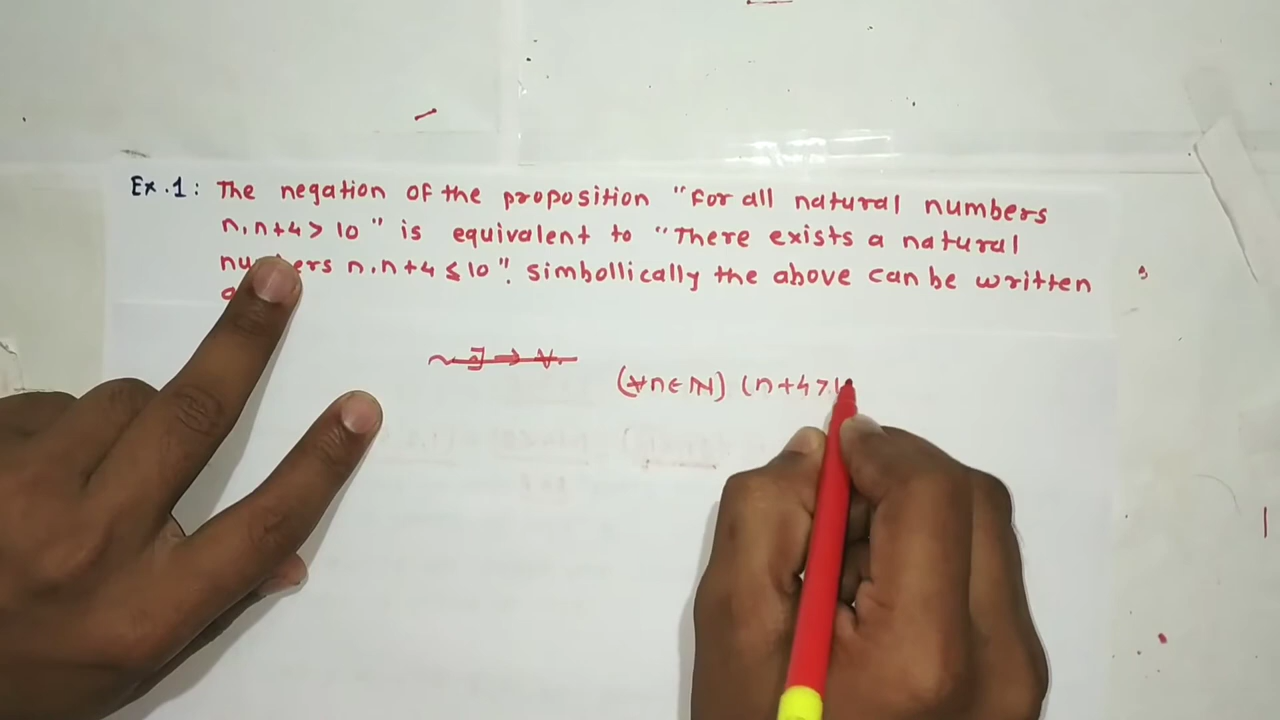 Ex.1: The negation of the proposition "For all natural numbers
n, n+4 > 10" is equivalent to "There exists a natural
n, n+4 ≤ 10". simbollically the above can be written
~∃ → ∀.
(∀n∈ℕ) (n+4>1